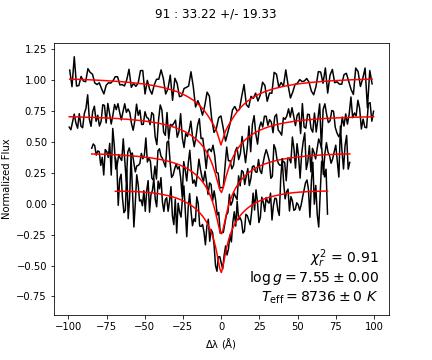 91 : 33.22 +/- 19.33
1.25
1.00
0.75
0.50
0.25
0.00
−0.25
−0.50
−0.75
Normalized Flux
χ²ᵣ = 0.91
log g = 7.55 ± 0.00
T_eff = 8736 ± 0 K
−100 −75 −50 −25 0 25 50 75 100
Δλ (Å)